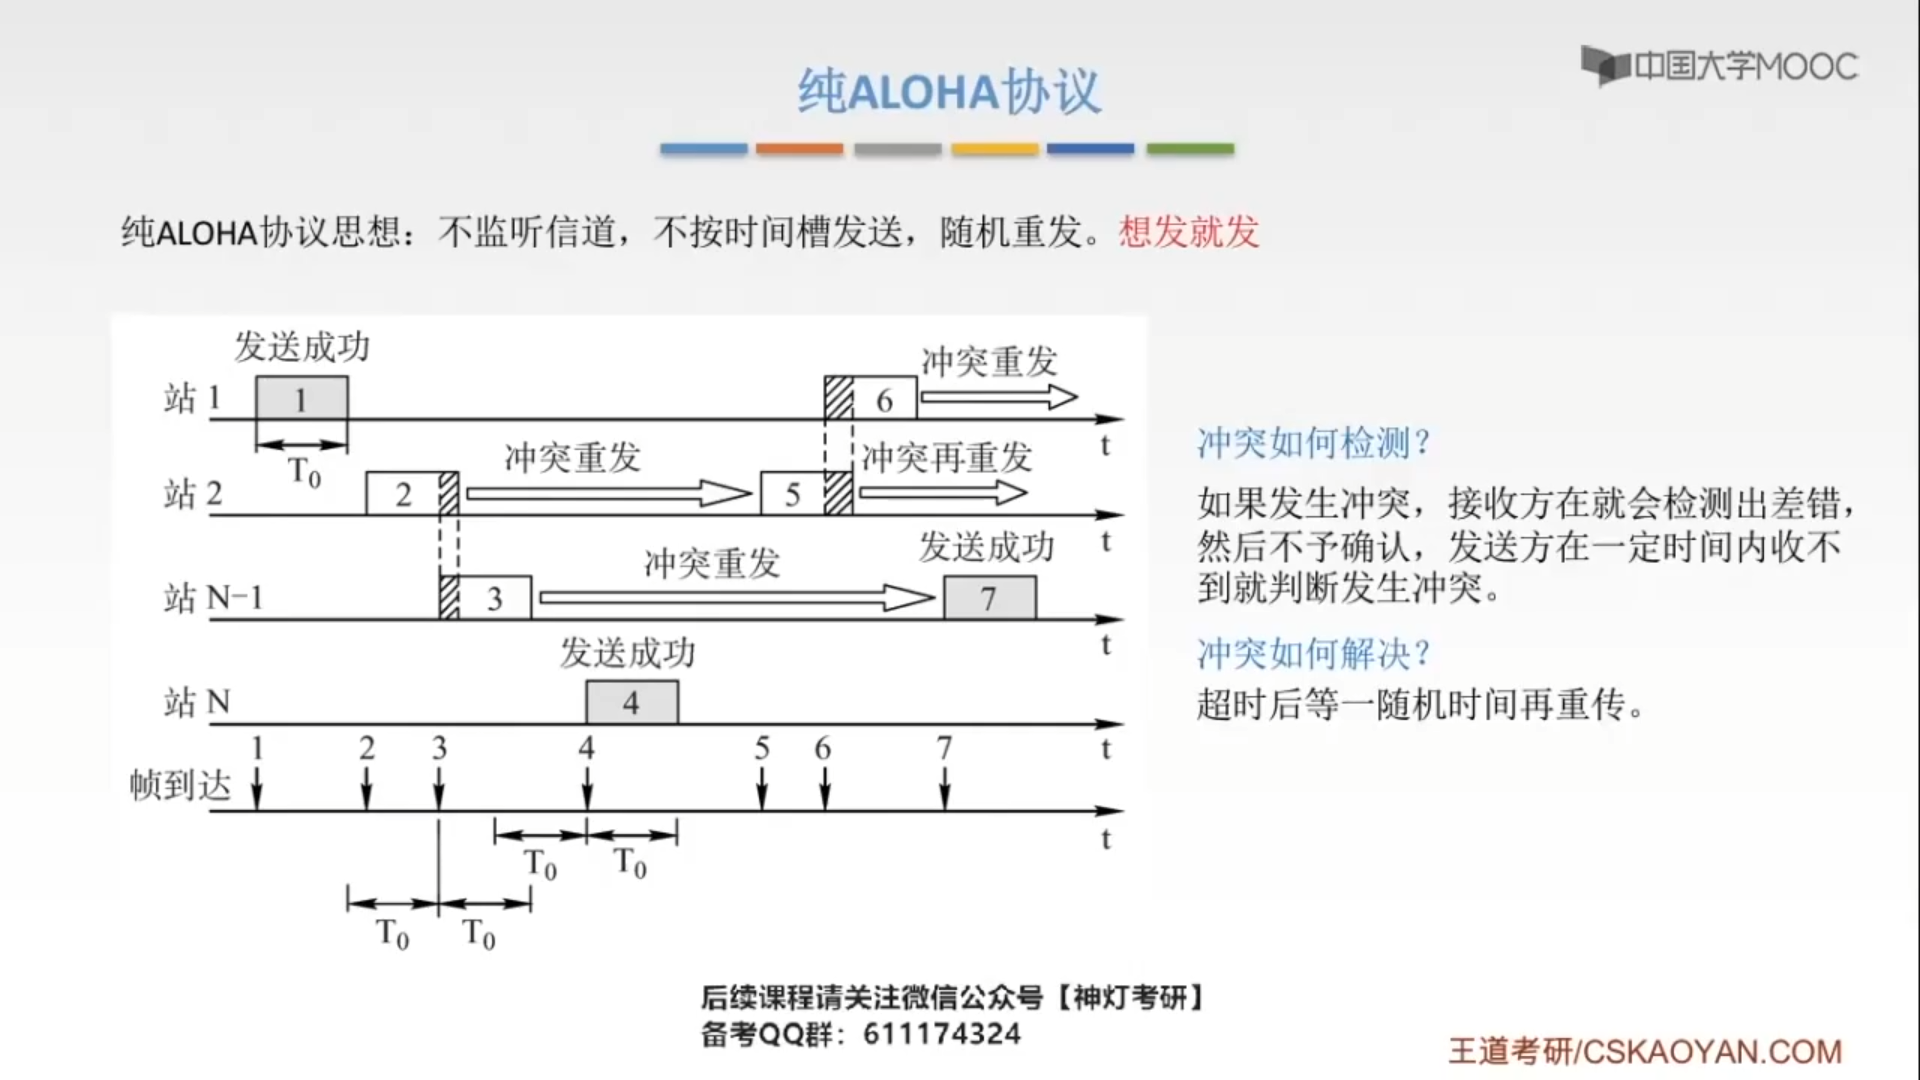 中国大学MOOC
纯ALOHA协议
纯ALOHA协议思想：不监听信道，不按时间槽发送，随机重发。想发就发
发送成功
站 1
1
6
冲突重发
t
T0
站 2
2
冲突重发
5
冲突再重发
t
站 N-1
3
冲突重发
发送成功
7
t
发送成功
站 N
4
t
帧到达
1 2 3 4 5 6 7
t
T0 T0
T0 T0
冲突如何检测？
如果发生冲突，接收方在就会检测出差错，
然后不予确认，发送方在一定时间内收不
到就判断发生冲突。
冲突如何解决？
超时后等一随机时间再重传。
后续课程请关注微信公众号【神灯考研】
备考QQ群：611174324
王道考研/CSKAOYAN.COM